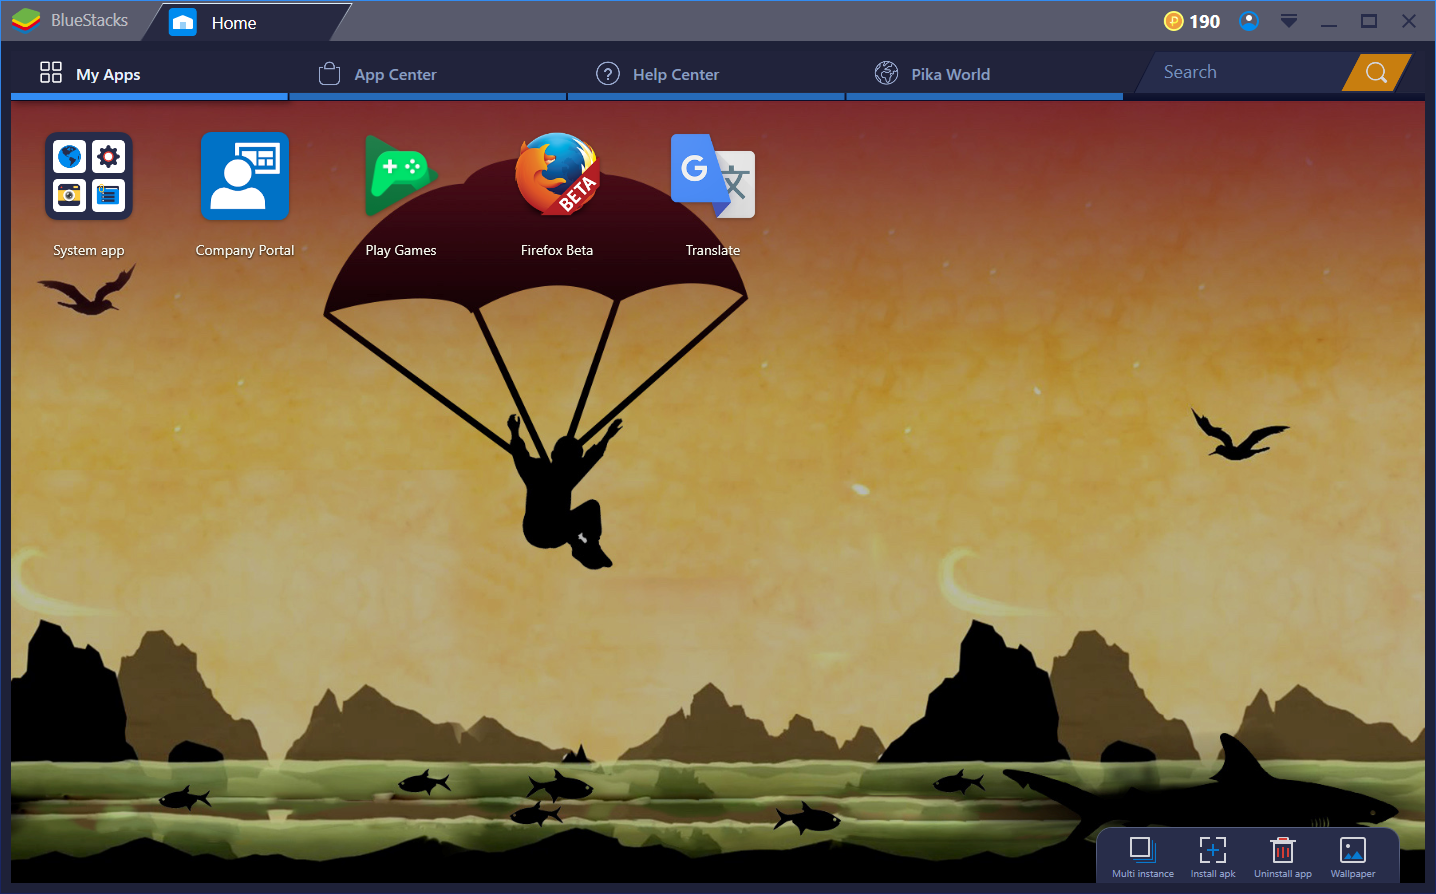 BlueStacks
Home
190
My Apps
App Center
Help Center
Pika World
Search
System app
Company Portal
Play Games
BETA
Firefox Beta
G 文
Translate
Multi instance
Install apk
Uninstall app
Wallpaper